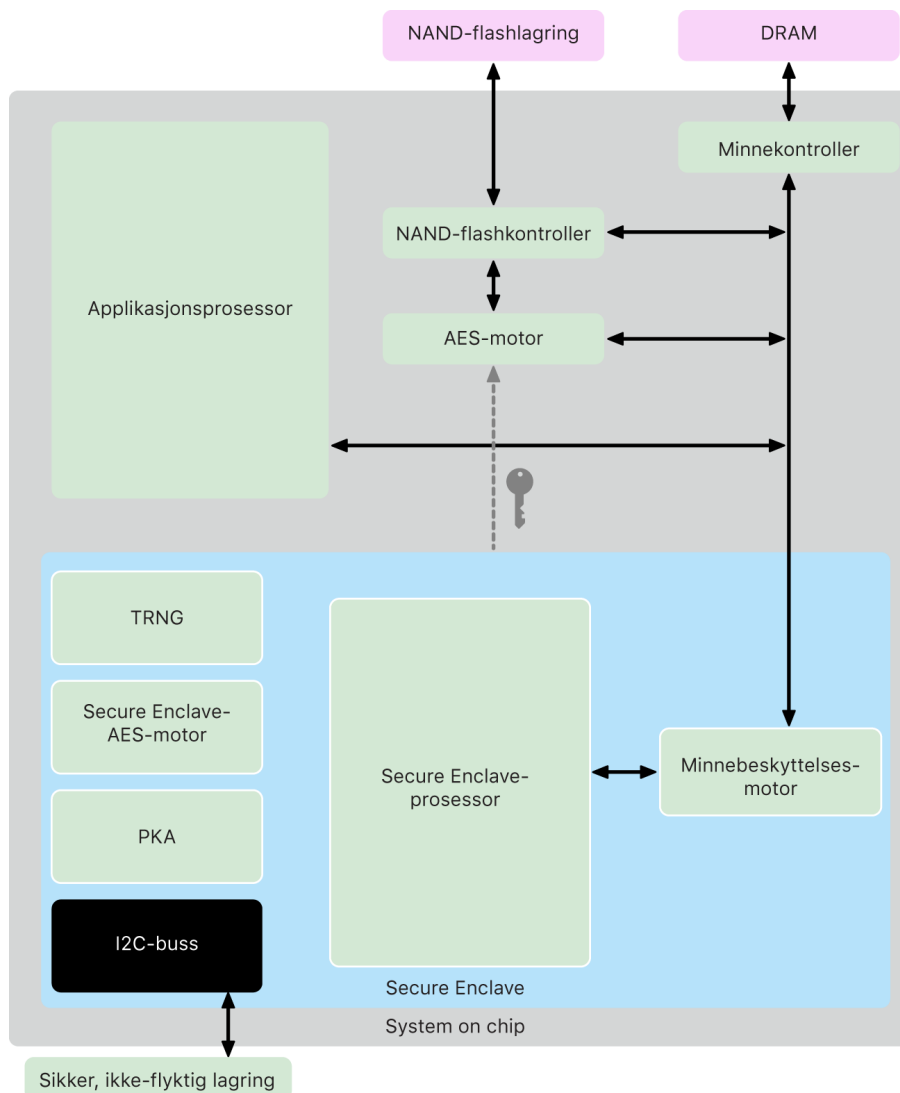 NAND-flashlagring
DRAM
Minnekontroller
NAND-flashkontroller
Applikasjonsprosessor
AES-motor
TRNG
Secure Enclave-
AES-motor
PKA
I2C-buss
Secure Enclave-
prosessor
Minnebeskyttelses-
motor
Secure Enclave
System on chip
Sikker, ikke-flyktig lagring